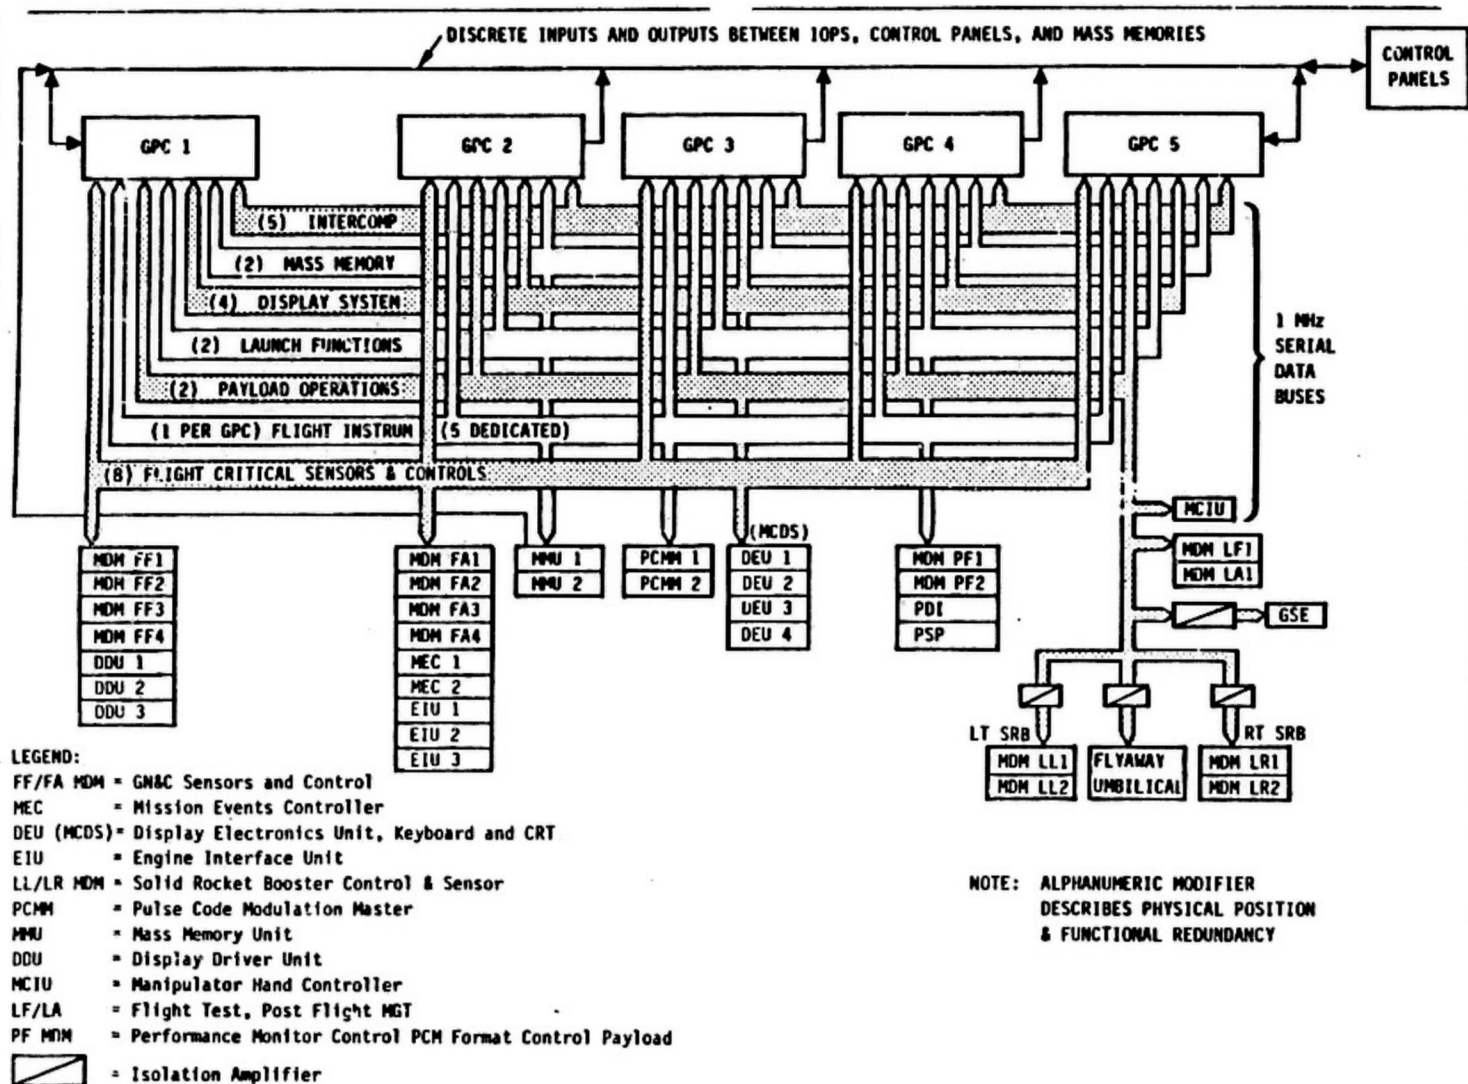 DISCRETE INPUTS AND OUTPUTS BETWEEN IOPS, CONTROL PANELS, AND MASS MEMORIES
CONTROL
PANELS
GPC 1
GPC 2
GPC 3
GPC 4
GPC 5
(5) INTERCOMP
(2) MASS MEMORY
(4) DISPLAY SYSTEM
(2) LAUNCH FUNCTIONS
(2) PAYLOAD OPERATIONS
(1 PER GPC) FLIGHT INSTRUM (5 DEDICATED)
(8) FLIGHT CRITICAL SENSORS & CONTROLS
1 MHz
SERIAL
DATA
BUSES
MDM FF1
MDM FF2
MDM FF3
MDM FF4
DDU 1
DDU 2
DDU 3
MDM FA1
MDM FA2
MDM FA3
MDM FA4
MEC 1
MEC 2
EIU 1
EIU 2
EIU 3
MMU 1
MMU 2
PCMM 1
PCMM 2
(MCDS)
DEU 1
DEU 2
DEU 3
DEU 4
MDM PF1
MDM PF2
PDI
PSP
MCIU
MDM LF1
MDM LA1
GSE
LT SRB
MDM LL1
MDM LL2
FLYAWAY
UMBILICAL
RT SRB
MDM LR1
MDM LR2
LEGEND:
FF/FA MDM = GN&C Sensors and Control
MEC = Mission Events Controller
DEU (MCDS) = Display Electronics Unit, Keyboard and CRT
EIU = Engine Interface Unit
LL/LR MDM = Solid Rocket Booster Control & Sensor
PCMM = Pulse Code Modulation Master
MMU = Mass Memory Unit
DDU = Display Driver Unit
MCIU = Manipulator Hand Controller
LF/LA = Flight Test, Post Flight MGT
PF MDM = Performance Monitor Control PCM Format Control Payload
= Isolation Amplifier
NOTE: ALPHANUMERIC MODIFIER
DESCRIBES PHYSICAL POSITION
& FUNCTIONAL REDUNDANCY